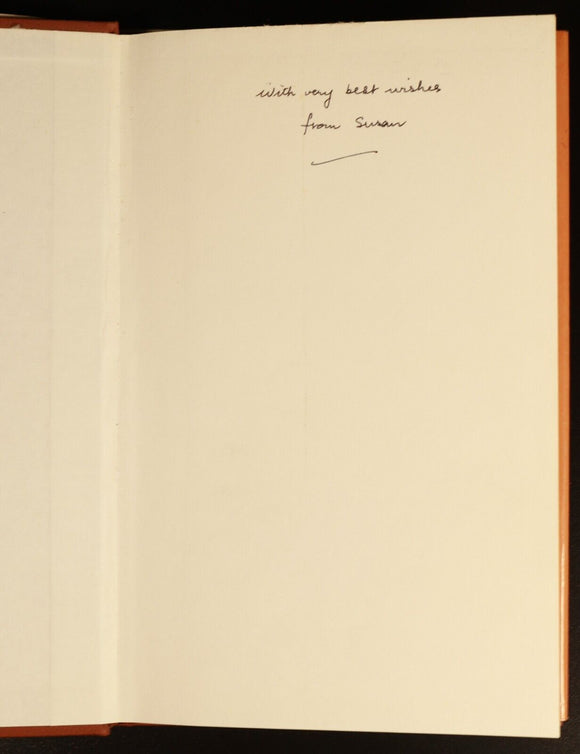 With very best wishes
from Susan